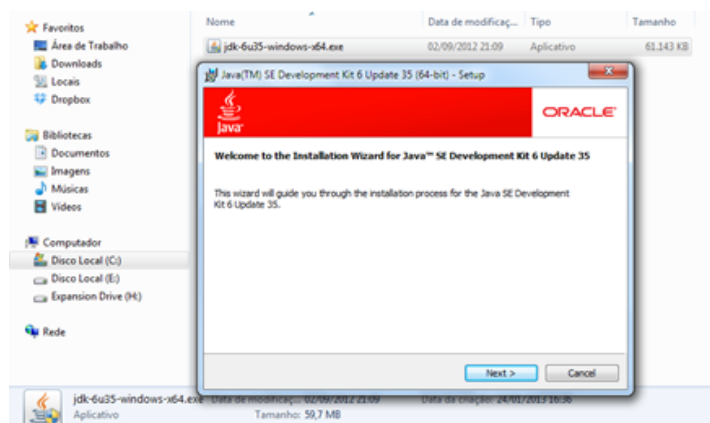 Nome Data de modificaç... Tipo Tamanho
Favoritos
Área de Trabalho
jdk-6u35-windows-x64.exe 02/09/2012 21:09 Aplicativo 61.143 KB
Downloads
Locais
Dropbox
Java(TM) SE Development Kit 6 Update 35 (64-bit) - Setup
Java
ORACLE
Bibliotecas
Documentos
Imagens
Músicas
Vídeos
Welcome to the Installation Wizard for Java™ SE Development Kit 6 Update 35
This wizard will guide you through the installation process for the Java SE Development
Kit 6 Update 35.
Computador
Disco Local (C:)
Disco Local (E:)
Expansion Drive (H:)
Rede
Next > Cancel
jdk-6u35-windows-x64.exe Data de modificaç... 02/09/2012 21:09 Data da criação: 24/01/2013 16:36
Aplicativo Tamanho: 59,7 MB